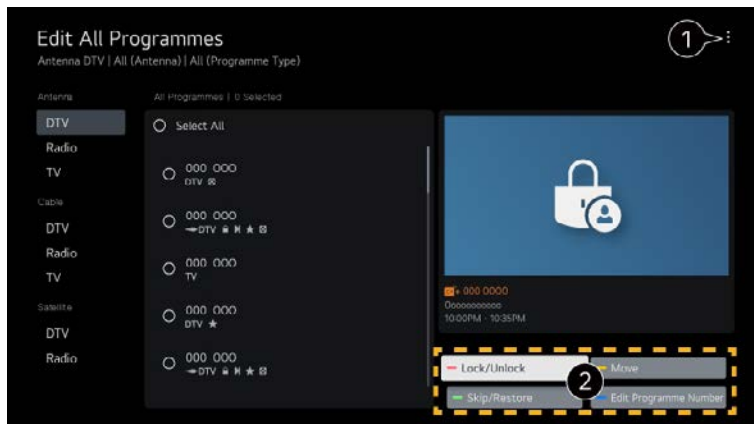 Edit All Programmes
Antenna DTV | All (Antenna) | All (Programme Type)
1
Antenna
DTV
Radio
TV
Cable
DTV
Radio
TV
Satellite
DTV
Radio
All Programmes | 0 Selected
Select All
000 000
DTV
000 000
DTV
000 000
TV
000 000
DTV
000 000
DTV
000 0000
Oooooooooo
10:00PM - 10:35PM
Lock/Unlock
Move
2
Skip/Restore
Edit Programme Number